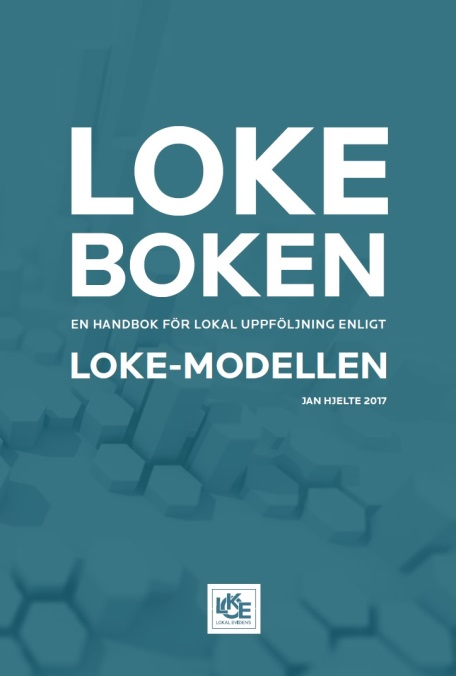 LOKE
BOKEN
EN HANDBOK FÖR LOKAL UPPFÖLJNING ENLIGT
LOKE-MODELLEN
JAN HJELTE 2017
LOKE
LOKAL EVIDENS